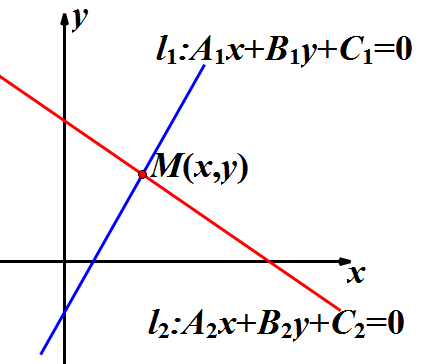 y
l₁:A₁x+B₁y+C₁=0
M(x,y)
x
l₂:A₂x+B₂y+C₂=0